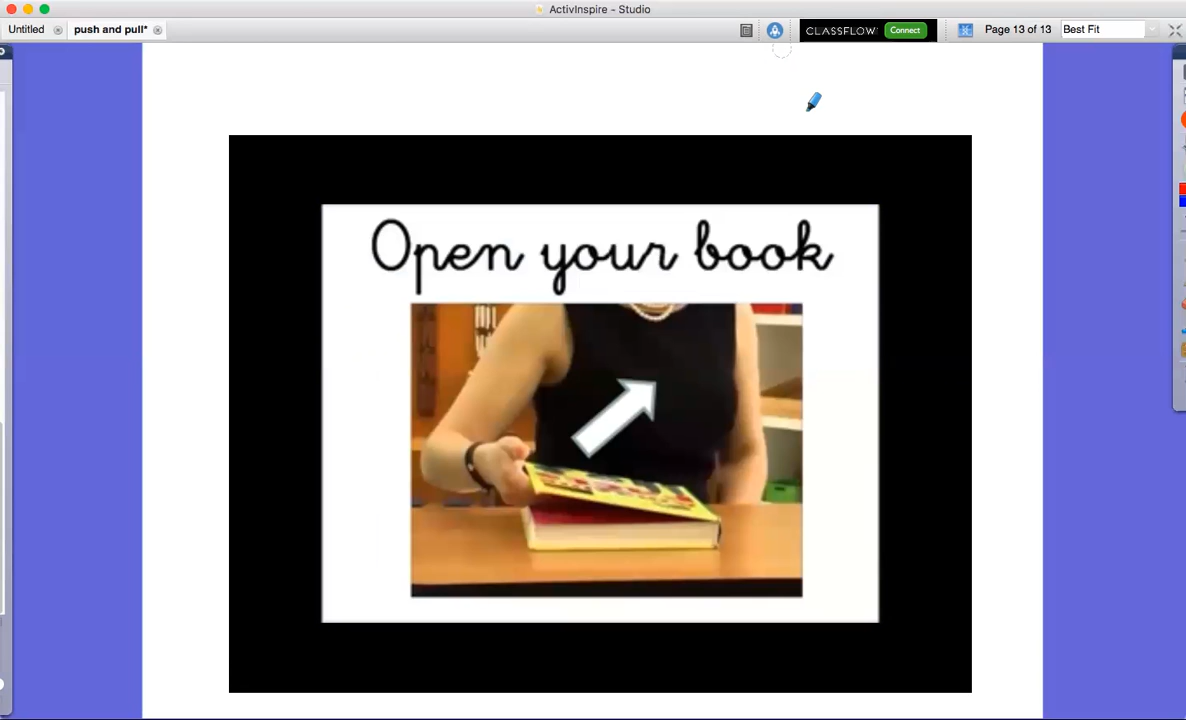 ActivInspire - Studio
Untitled
push and pull*
CLASSFLOW
Connect
Page 13 of 13
Best Fit
Open your book